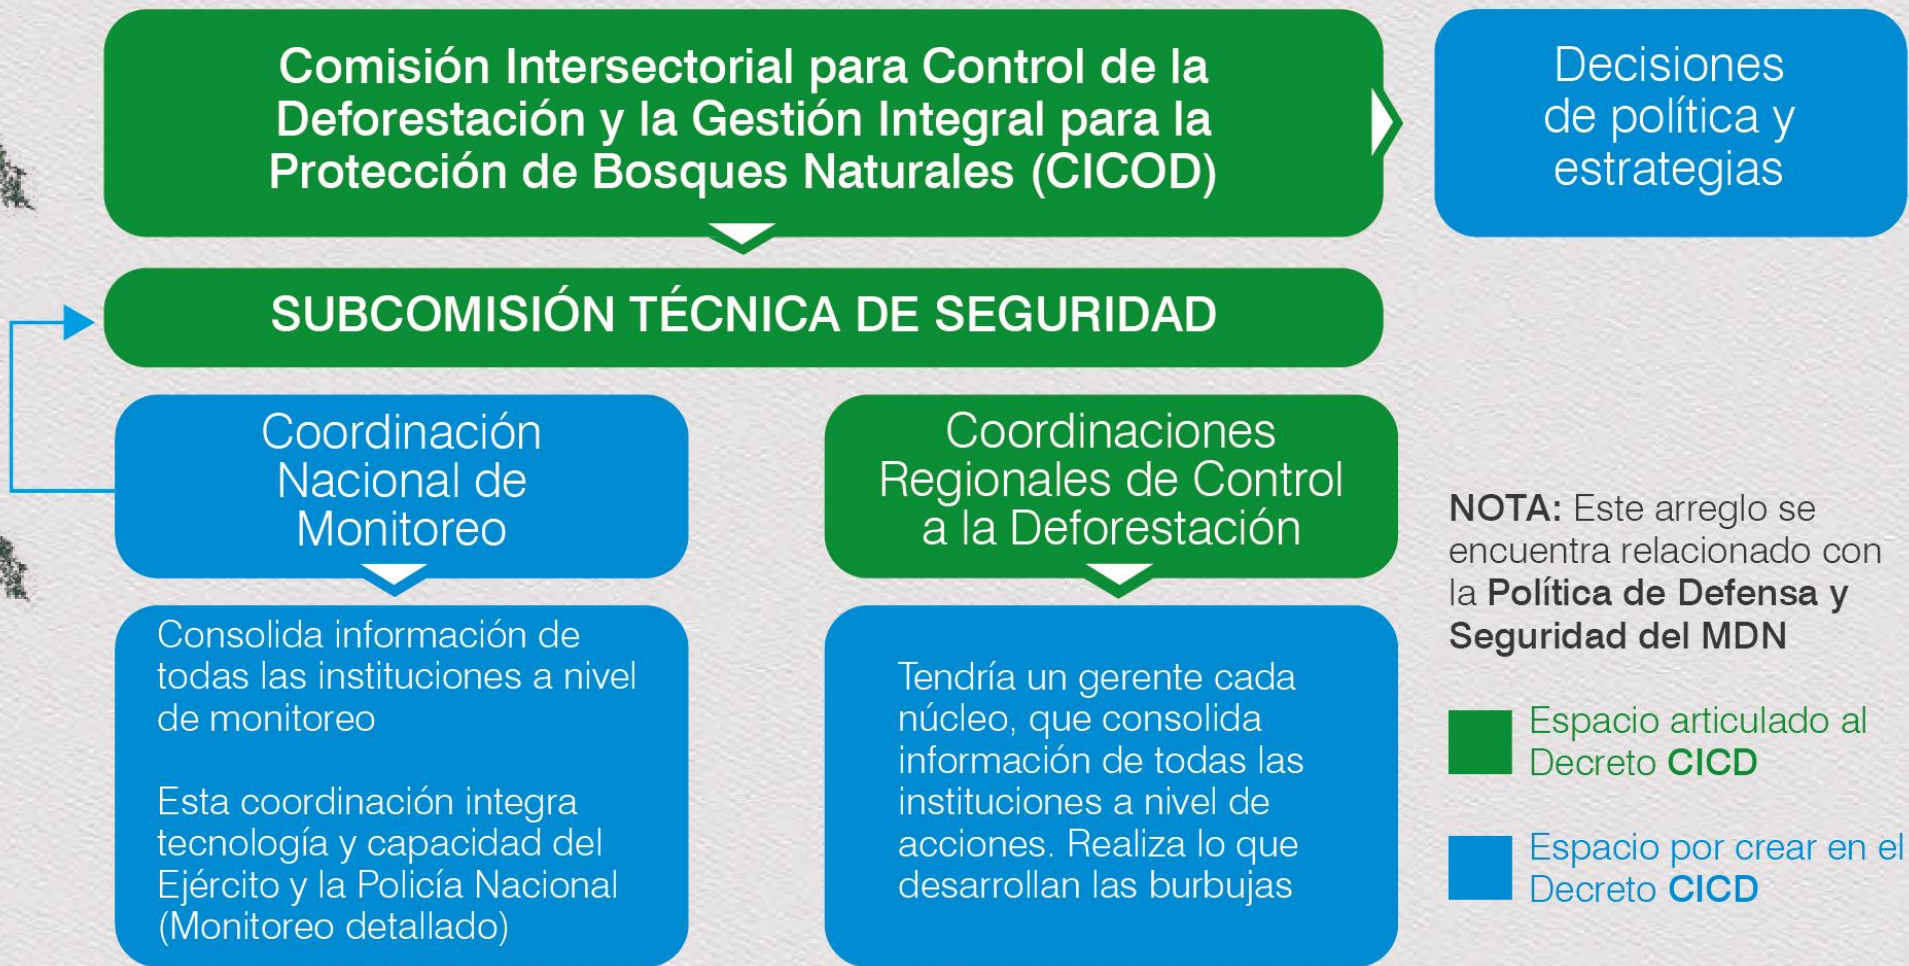 Comisión Intersectorial para Control de la
Deforestación y la Gestión Integral para la
Protección de Bosques Naturales (CICOD)
Decisiones
de política y
estrategias
SUBCOMISIÓN TÉCNICA DE SEGURIDAD
Coordinación
Nacional de
Monitoreo
Coordinaciones
Regionales de Control
a la Deforestación
Consolida información de
todas las instituciones a nivel
de monitoreo
Esta coordinación integra
tecnología y capacidad del
Ejército y la Policía Nacional
(Monitoreo detallado)
Tendría un gerente cada
núcleo, que consolida
información de todas las
instituciones a nivel de
acciones. Realiza lo que
desarrollan las burbujas
NOTA: Este arreglo se
encuentra relacionado con
la Política de Defensa y
Seguridad del MDN
Espacio articulado al
Decreto CICD
Espacio por crear en el
Decreto CICD